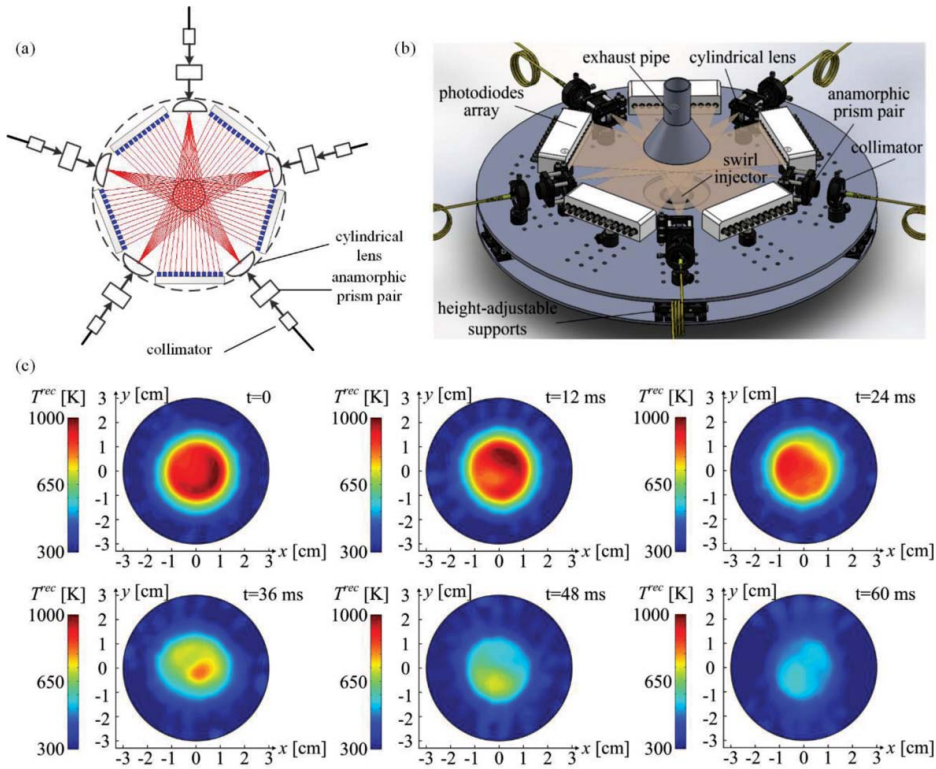 (a)
cylindrical
lens
anamorphic
prism pair
collimator
(b)
exhaust pipe
cylindrical lens
photodiodes
array
anamorphic
prism pair
collimator
swirl
injector
height-adjustable
supports
(c)
T^rec [K] y [cm] t=0
1000
650
300
3
2
1
0
-1
-2
-3
-3 -2 -1 0 1 2 3 x [cm]
T^rec [K] y [cm] t=12 ms
1000
650
300
3
2
1
0
-1
-2
-3
-3 -2 -1 0 1 2 3 x [cm]
T^rec [K] y [cm] t=24 ms
1000
650
300
3
2
1
0
-1
-2
-3
-3 -2 -1 0 1 2 3 x [cm]
T^rec [K] y [cm] t=36 ms
1000
650
300
3
2
1
0
-1
-2
-3
-3 -2 -1 0 1 2 3 x [cm]
T^rec [K] y [cm] t=48 ms
1000
650
300
3
2
1
0
-1
-2
-3
-3 -2 -1 0 1 2 3 x [cm]
T^rec [K] y [cm] t=60 ms
1000
650
300
3
2
1
0
-1
-2
-3
-3 -2 -1 0 1 2 3 x [cm]